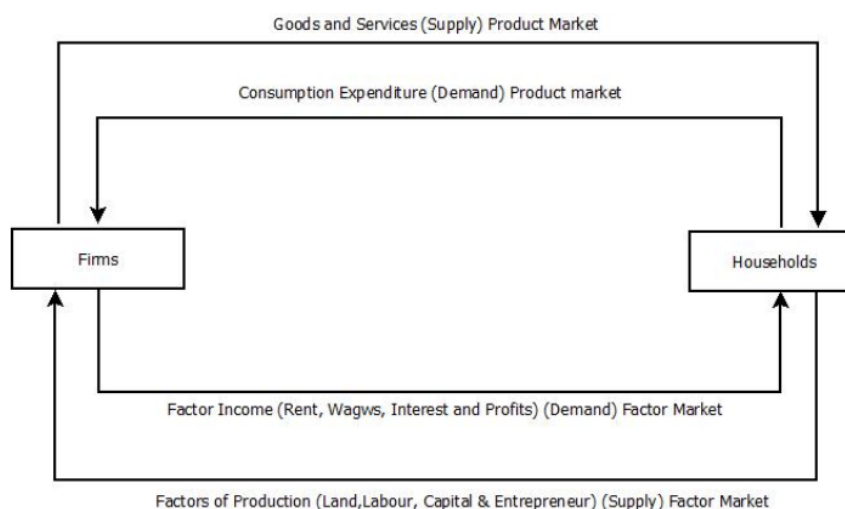 Goods and Services (Supply) Product Market
Consumption Expenditure (Demand) Product market
Firms
Households
Factor Income (Rent, Wagws, Interest and Profits) (Demand) Factor Market
Factors of Production (Land,Labour, Capital & Entrepreneur) (Supply) Factor Market